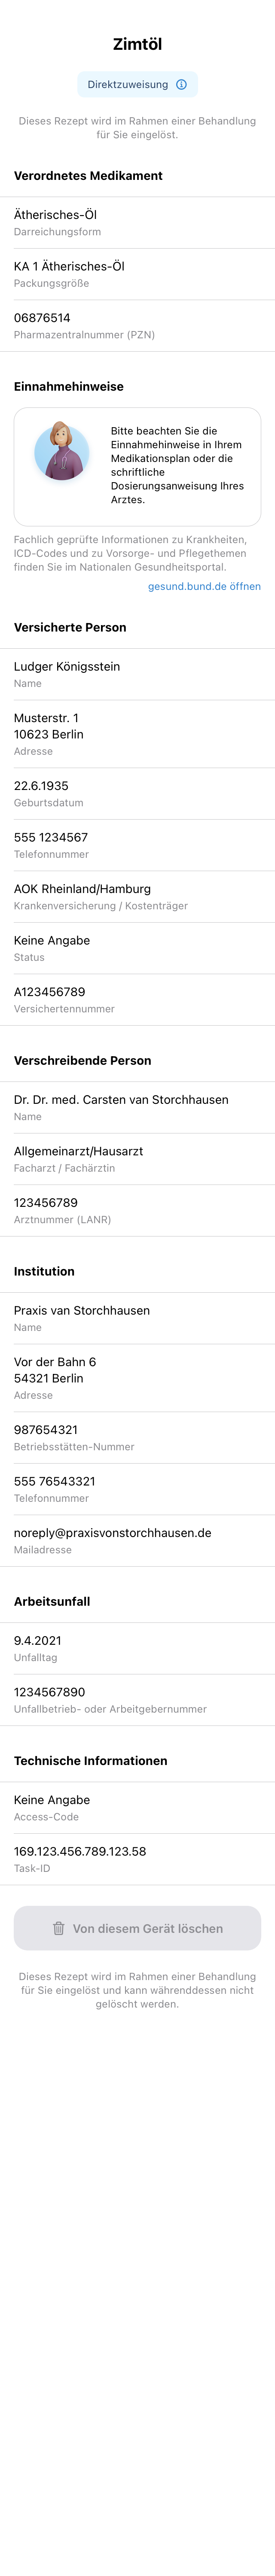 Zimtöl
Direktzuweisung
Dieses Rezept wird im Rahmen einer Behandlung
für Sie eingelöst.
Verordnetes Medikament
Ätherisches-Öl
Darreichungsform
KA 1 Ätherisches-Öl
Packungsgröße
06876514
Pharmazentralnummer (PZN)
Einnahmehinweise
Bitte beachten Sie die
Einnahmehinweise in Ihrem
Medikationsplan oder die
schriftliche
Dosierungsanweisung Ihres
Arztes.
Fachlich geprüfte Informationen zu Krankheiten,
ICD-Codes und zu Vorsorge- und Pflegethemen
finden Sie im Nationalen Gesundheitsportal.
gesund.bund.de öffnen
Versicherte Person
Ludger Königsstein
Name
Musterstr. 1
10623 Berlin
Adresse
22.6.1935
Geburtsdatum
555 1234567
Telefonnummer
AOK Rheinland/Hamburg
Krankenversicherung / Kostenträger
Keine Angabe
Status
A123456789
Versichertennummer
Verschreibende Person
Dr. Dr. med. Carsten van Storchhausen
Name
Allgemeinarzt/Hausarzt
Facharzt / Fachärztin
123456789
Arztnummer (LANR)
Institution
Praxis van Storchhausen
Name
Vor der Bahn 6
54321 Berlin
Adresse
987654321
Betriebsstätten-Nummer
555 76543321
Telefonnummer
noreply@praxisvonstorchhausen.de
Mailadresse
Arbeitsunfall
9.4.2021
Unfalltag
1234567890
Unfallbetrieb- oder Arbeitgebernummer
Technische Informationen
Keine Angabe
Access-Code
169.123.456.789.123.58
Task-ID
Von diesem Gerät löschen
Dieses Rezept wird im Rahmen einer Behandlung
für Sie eingelöst und kann währenddessen nicht
gelöscht werden.